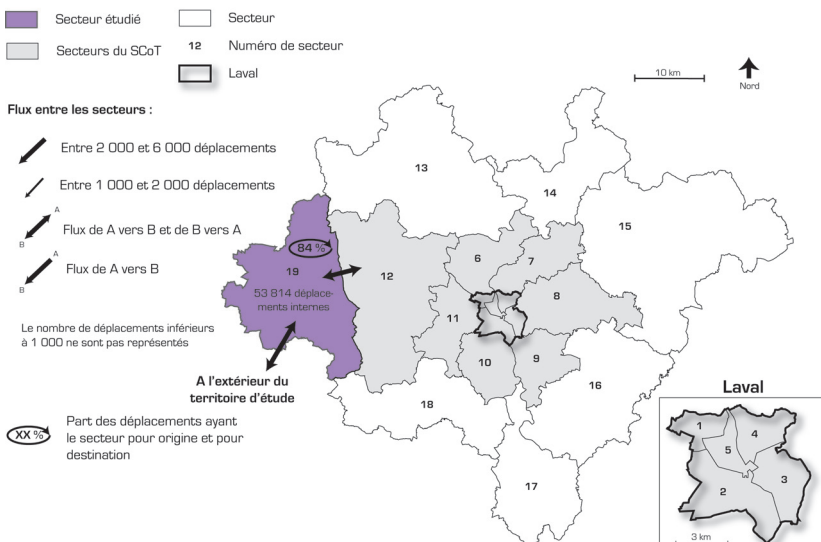 Secteur étudié
Secteurs du SCoT
Secteur
12 Numéro de secteur
Laval
10 km
Nord
Flux entre les secteurs :
Entre 2 000 et 6 000 déplacements
Entre 1 000 et 2 000 déplacements
A
B
Flux de A vers B et de B vers A
A
B
Flux de A vers B
Le nombre de déplacements inférieurs
à 1 000 ne sont pas représentés
XX %
Part des déplacements ayant
le secteur pour origine et pour
destination
13
14
15
84 %
19
53 814 déplace-
ments internes
12
6
7
8
11
10
9
16
A l'extérieur du
territoire d'étude
18
17
Laval
1
4
5
2
3
3 km